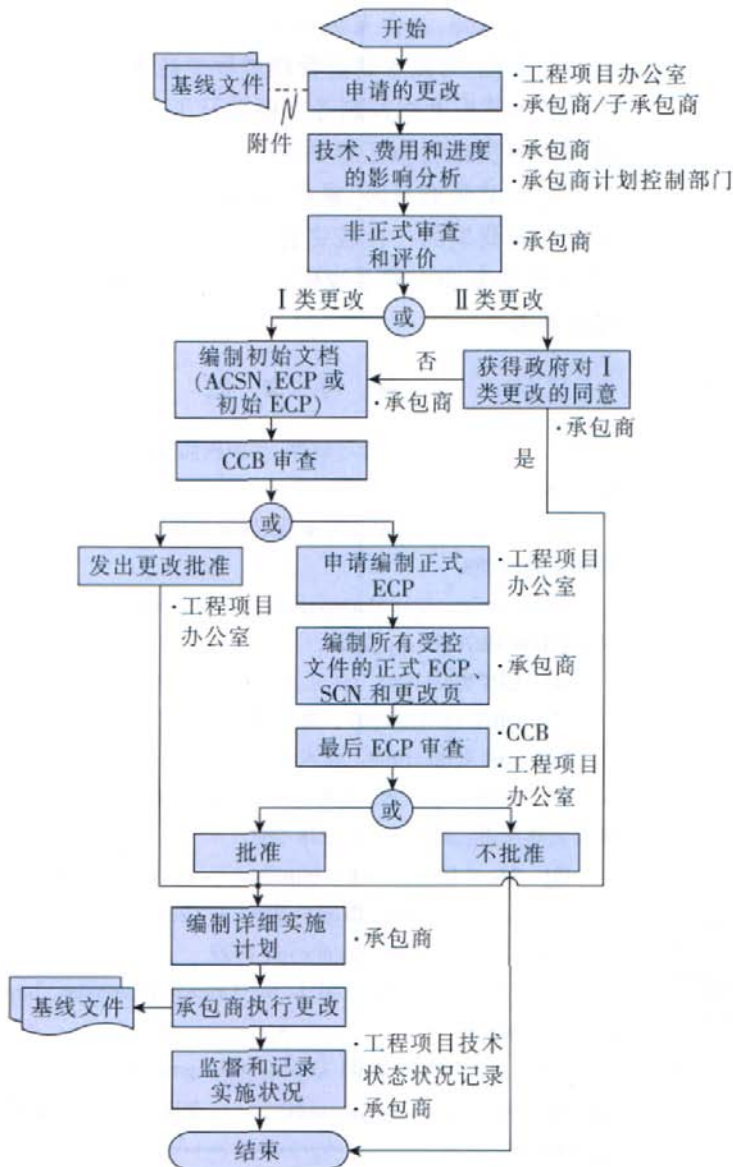 开始
基线文件
申请的更改
·工程项目办公室
·承包商/子承包商
N
附件
技术、费用和进度
的影响分析
·承包商
·承包商计划控制部门
非正式审查
和评价
·承包商
Ⅰ类更改
或
Ⅱ类更改
编制初始文档
(ACSN,ECP或
初始ECP)
·承包商
否
获得政府对Ⅰ
类更改的同意
·承包商
是
CCB审查
或
发出更改批准
·工程项目
办公室
申请编制正式
ECP
·工程项目
办公室
编制所有受控
文件的正式ECP、
SCN和更改页
·承包商
最后ECP审查
·CCB
·工程项目
办公室
或
批准
不批准
编制详细实施
计划
·承包商
基线文件
承包商执行更改
监督和记录
实施状况
·工程项目技术
状态状况记录
·承包商
结束